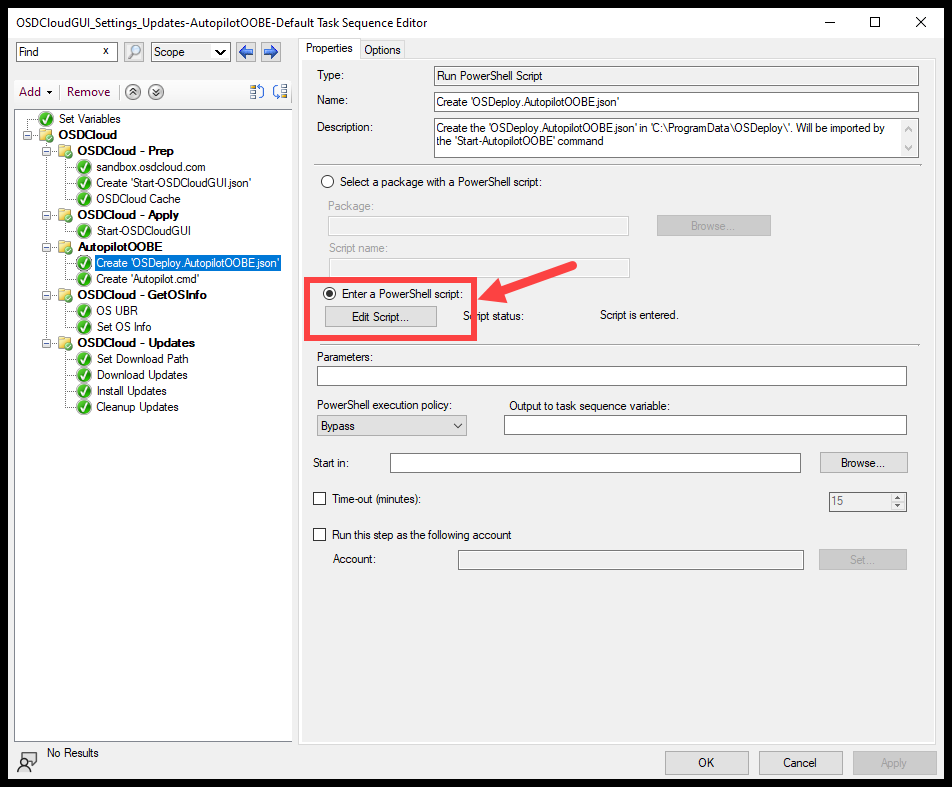 OSDCloudGUI_Settings_Updates-AutopilotOOBE-Default Task Sequence Editor
Find x Scope
Add Remove
Set Variables
OSDCloud
OSDCloud - Prep
sandbox.osdcloud.com
Create 'Start-OSDCloudGUI.json'
OSDCloud Cache
OSDCloud - Apply
Start-OSDCloudGUI
AutopilotOOBE
Create 'OSDeploy.AutopilotOOBE.json'
Create 'Autopilot.cmd'
OSDCloud - GetOSInfo
OS UBR
Set OS Info
OSDCloud - Updates
Set Download Path
Download Updates
Install Updates
Cleanup Updates
No Results
Properties Options
Type: Run PowerShell Script
Name: Create 'OSDeploy.AutopilotOOBE.json'
Description: Create the 'OSDeploy.AutopilotOOBE.json' in 'C:\ProgramData\OSDeploy\'. Will be imported by
the 'Start-AutopilotOOBE' command
Select a package with a PowerShell script:
Package:
Browse...
Script name:
Enter a PowerShell script:
Edit Script... Script status: Script is entered.
Parameters:
PowerShell execution policy: Output to task sequence variable:
Bypass
Start in: Browse...
Time-out (minutes): 15
Run this step as the following account
Account: Set...
OK Cancel Apply